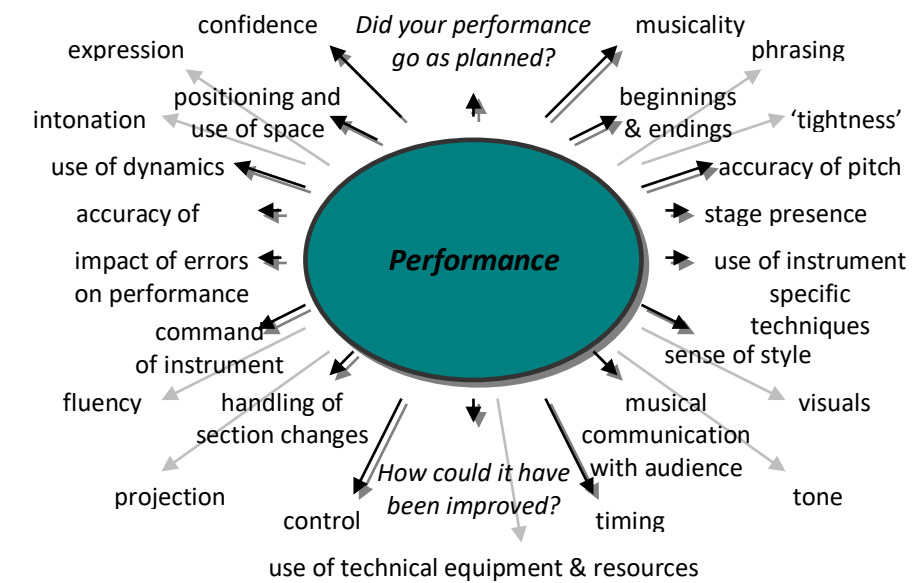 confidence
Did your performance
go as planned?
musicality
expression
phrasing
positioning and
use of space
beginnings
& endings
intonation
‘tightness’
use of dynamics
accuracy of pitch
accuracy of
stage presence
impact of errors
on performance
Performance
use of instrument
specific
techniques
command
of instrument
sense of style
fluency
handling of
section changes
musical
communication
with audience
visuals
projection
How could it have
been improved?
tone
control
timing
use of technical equipment & resources